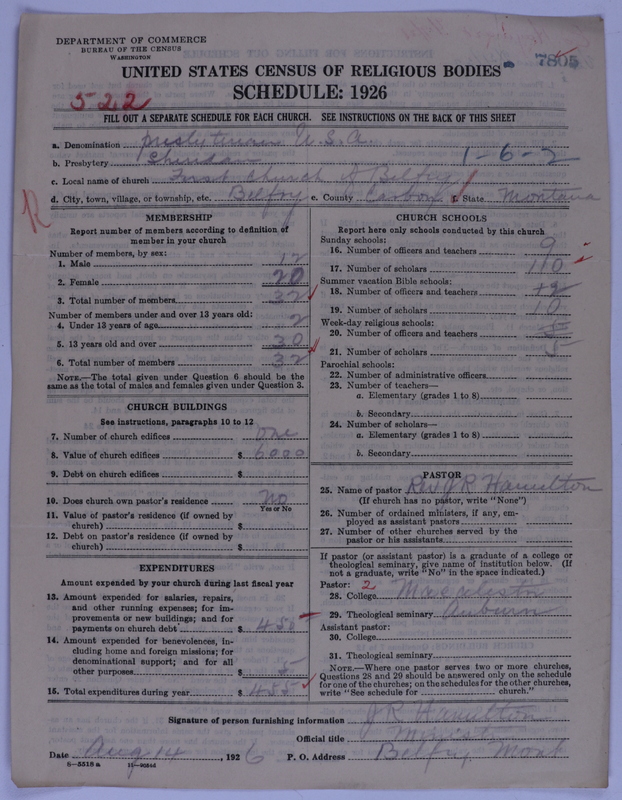 DEPARTMENT OF COMMERCE
BUREAU OF THE CENSUS
WASHINGTON
7805
UNITED STATES CENSUS OF RELIGIOUS BODIES
SCHEDULE: 1926
522
FILL OUT A SEPARATE SCHEDULE FOR EACH CHURCH. SEE INSTRUCTIONS ON THE BACK OF THIS SHEET
a. Denomination Presbyterian U.S.A.
b. Presbytery 1-6-2
c. Local name of church First Church of Belfry
d. City, town, village, or township, etc. Belfry e. County Carbon f. State Montana
MEMBERSHIP
Report number of members according to definition of
member in your church
Number of members, by sex:
1. Male 12
2. Female 20
3. Total number of members 32
Number of members under and over 13 years old:
4. Under 13 years of age 2
5. 13 years old and over 30
6. Total number of members 32
NOTE.—The total given under Question 6 should be the
same as the total of males and females given under Question 3.
CHURCH BUILDINGS
See instructions, paragraphs 10 to 12
7. Number of church edifices One
8. Value of church edifices $ 6000
9. Debt on church edifices $
10. Does church own pastor's residence No
Yes or No
11. Value of pastor's residence (if owned by
church) $
12. Debt on pastor's residence (if owned by
church) $
EXPENDITURES
Amount expended by your church during last fiscal year
13. Amount expended for salaries, repairs,
and other running expenses; for im-
provements or new buildings; and for
payments on church debt $ 480
14. Amount expended for benevolences, in-
cluding home and foreign missions; for
denominational support; and for all
other purposes $ 5
15. Total expenditures during year $ 485
CHURCH SCHOOLS
Report here only schools conducted by this church
Sunday schools:
16. Number of officers and teachers 9
17. Number of scholars 110
Summer vacation Bible schools:
18. Number of officers and teachers
19. Number of scholars
Week-day religious schools:
20. Number of officers and teachers
21. Number of scholars
Parochial schools:
22. Number of administrative officers
23. Number of teachers—
a. Elementary (grades 1 to 8)
b. Secondary
24. Number of scholars—
a. Elementary (grades 1 to 8)
b. Secondary
PASTOR
25. Name of pastor Rev J R Hamilton
(If church has no pastor, write "None")
26. Number of ordained ministers, if any, em-
ployed as assistant pastors
27. Number of other churches served by the
pastor or his assistants
If pastor (or assistant pastor) is a graduate of a college or
theological seminary, give name of institution below. (If
not a graduate, write "No" in the space indicated.)
Pastor: 2
28. College Macalester
29. Theological seminary Auburn
Assistant pastor:
30. College
31. Theological seminary
NOTE.—Where one pastor serves two or more churches,
Questions 28 and 29 should be answered only on the schedule
for one of the churches; on the schedules for the other churches,
write "See schedule for church."
Signature of person furnishing information J R Hamilton
Official title Minister
Date Aug 14, 1926 P. O. Address Belfry, Mont
8-5518 a